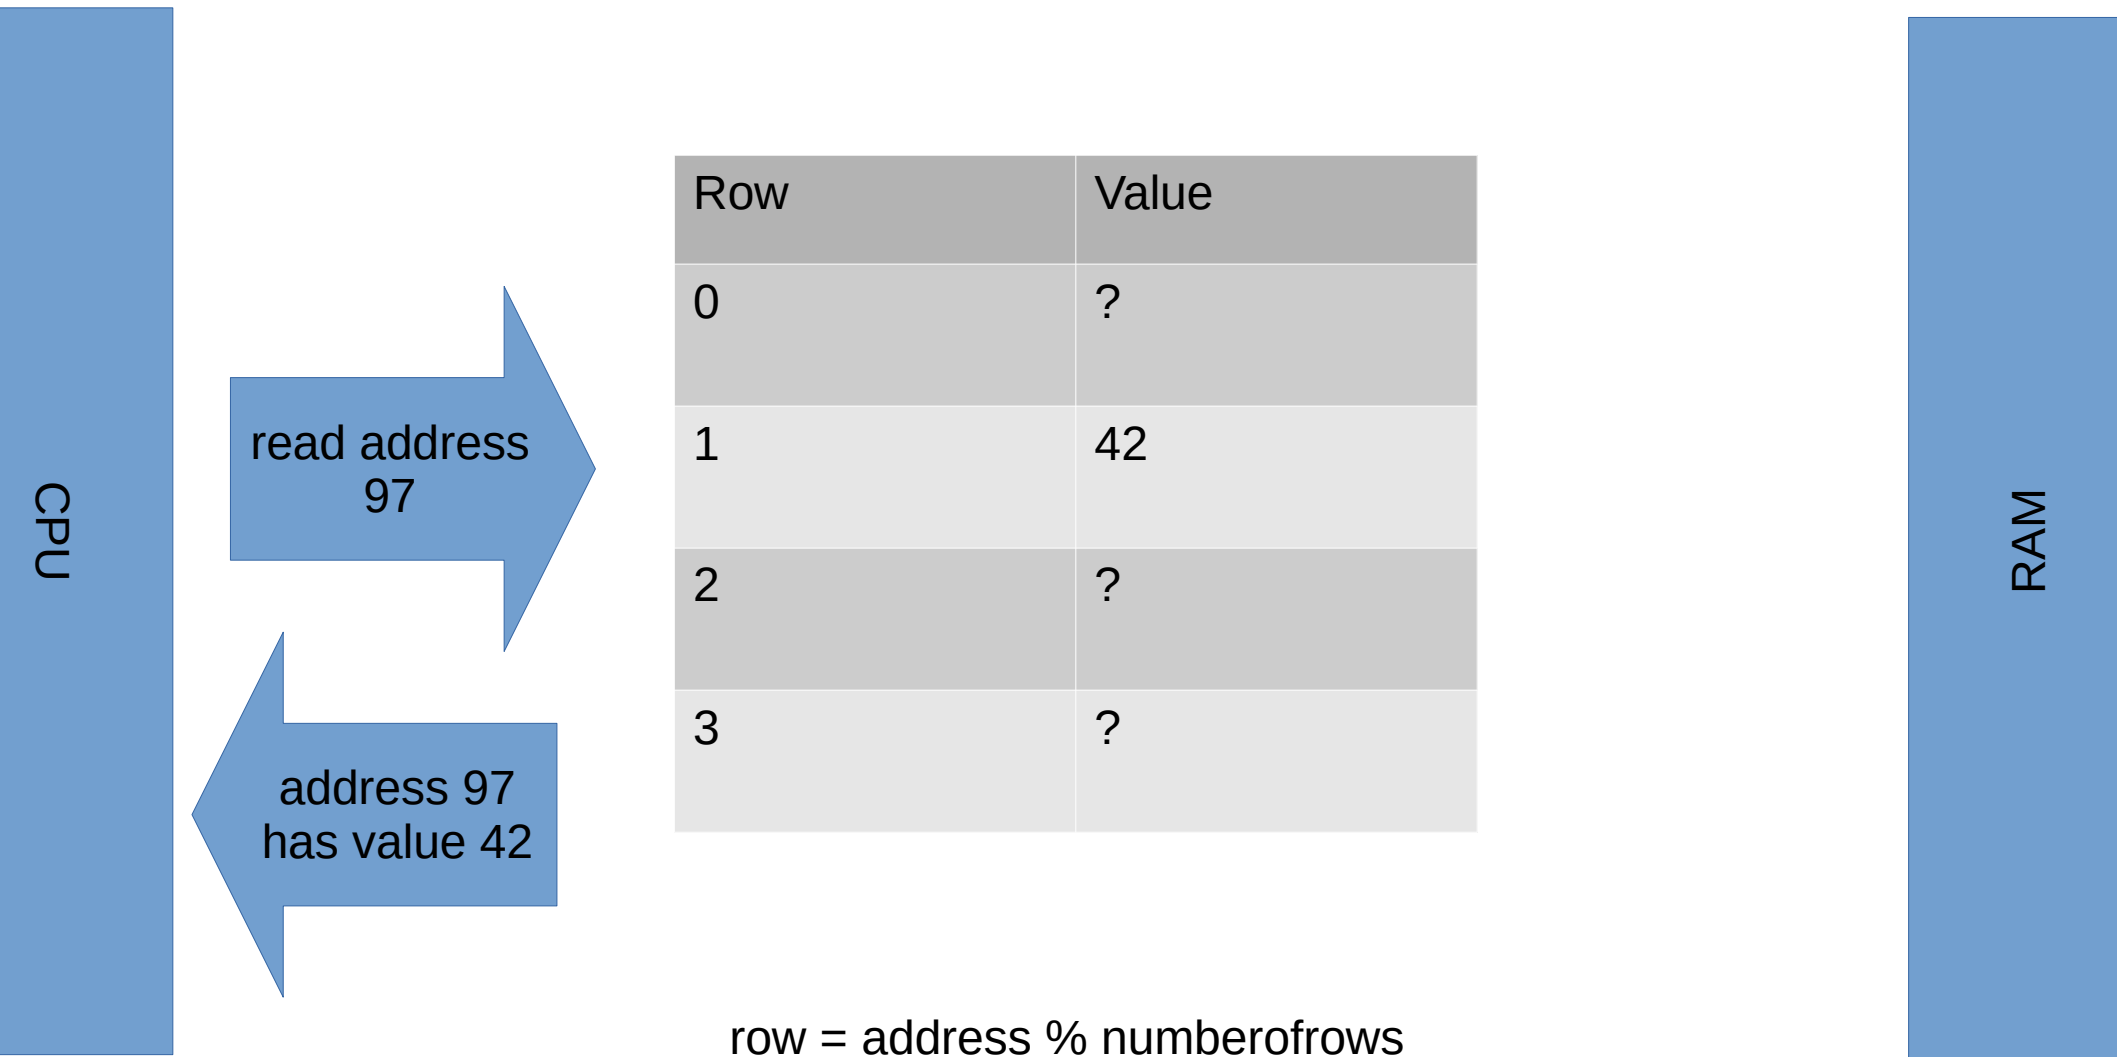 CPU
read address
97
address 97
has value 42
Row Value
0 ?
1 42
2 ?
3 ?
row = address % numberofrows
RAM